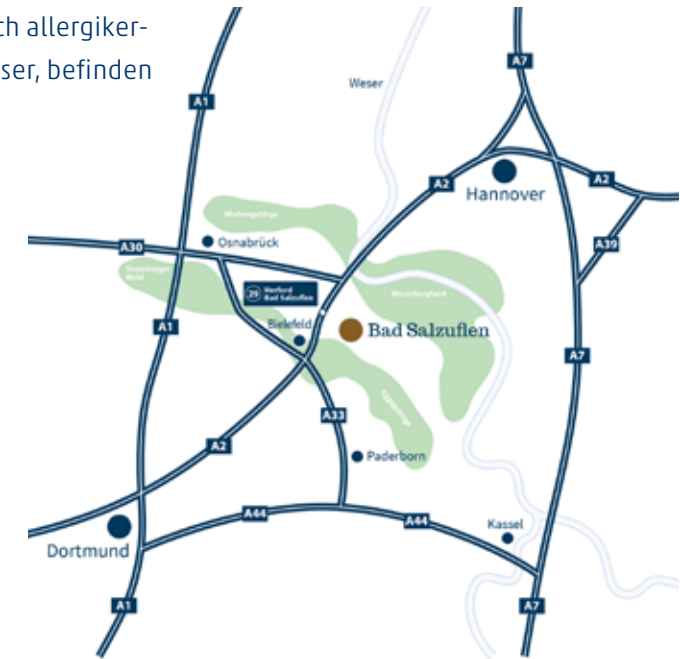 ch allergiker-
ser, befinden
A7
A1
Weser
A2
Hannover
A2
Wiehengebirge
A30
Osnabrück
A39
Teutoburger
Wald
Weserbergland
29 Herford
Bad Salzuflen
A1
Bielefeld
Bad Salzuflen
A7
Eggegebirge
A33
A2
Paderborn
A44
A44
Kassel
Dortmund
A1
A7